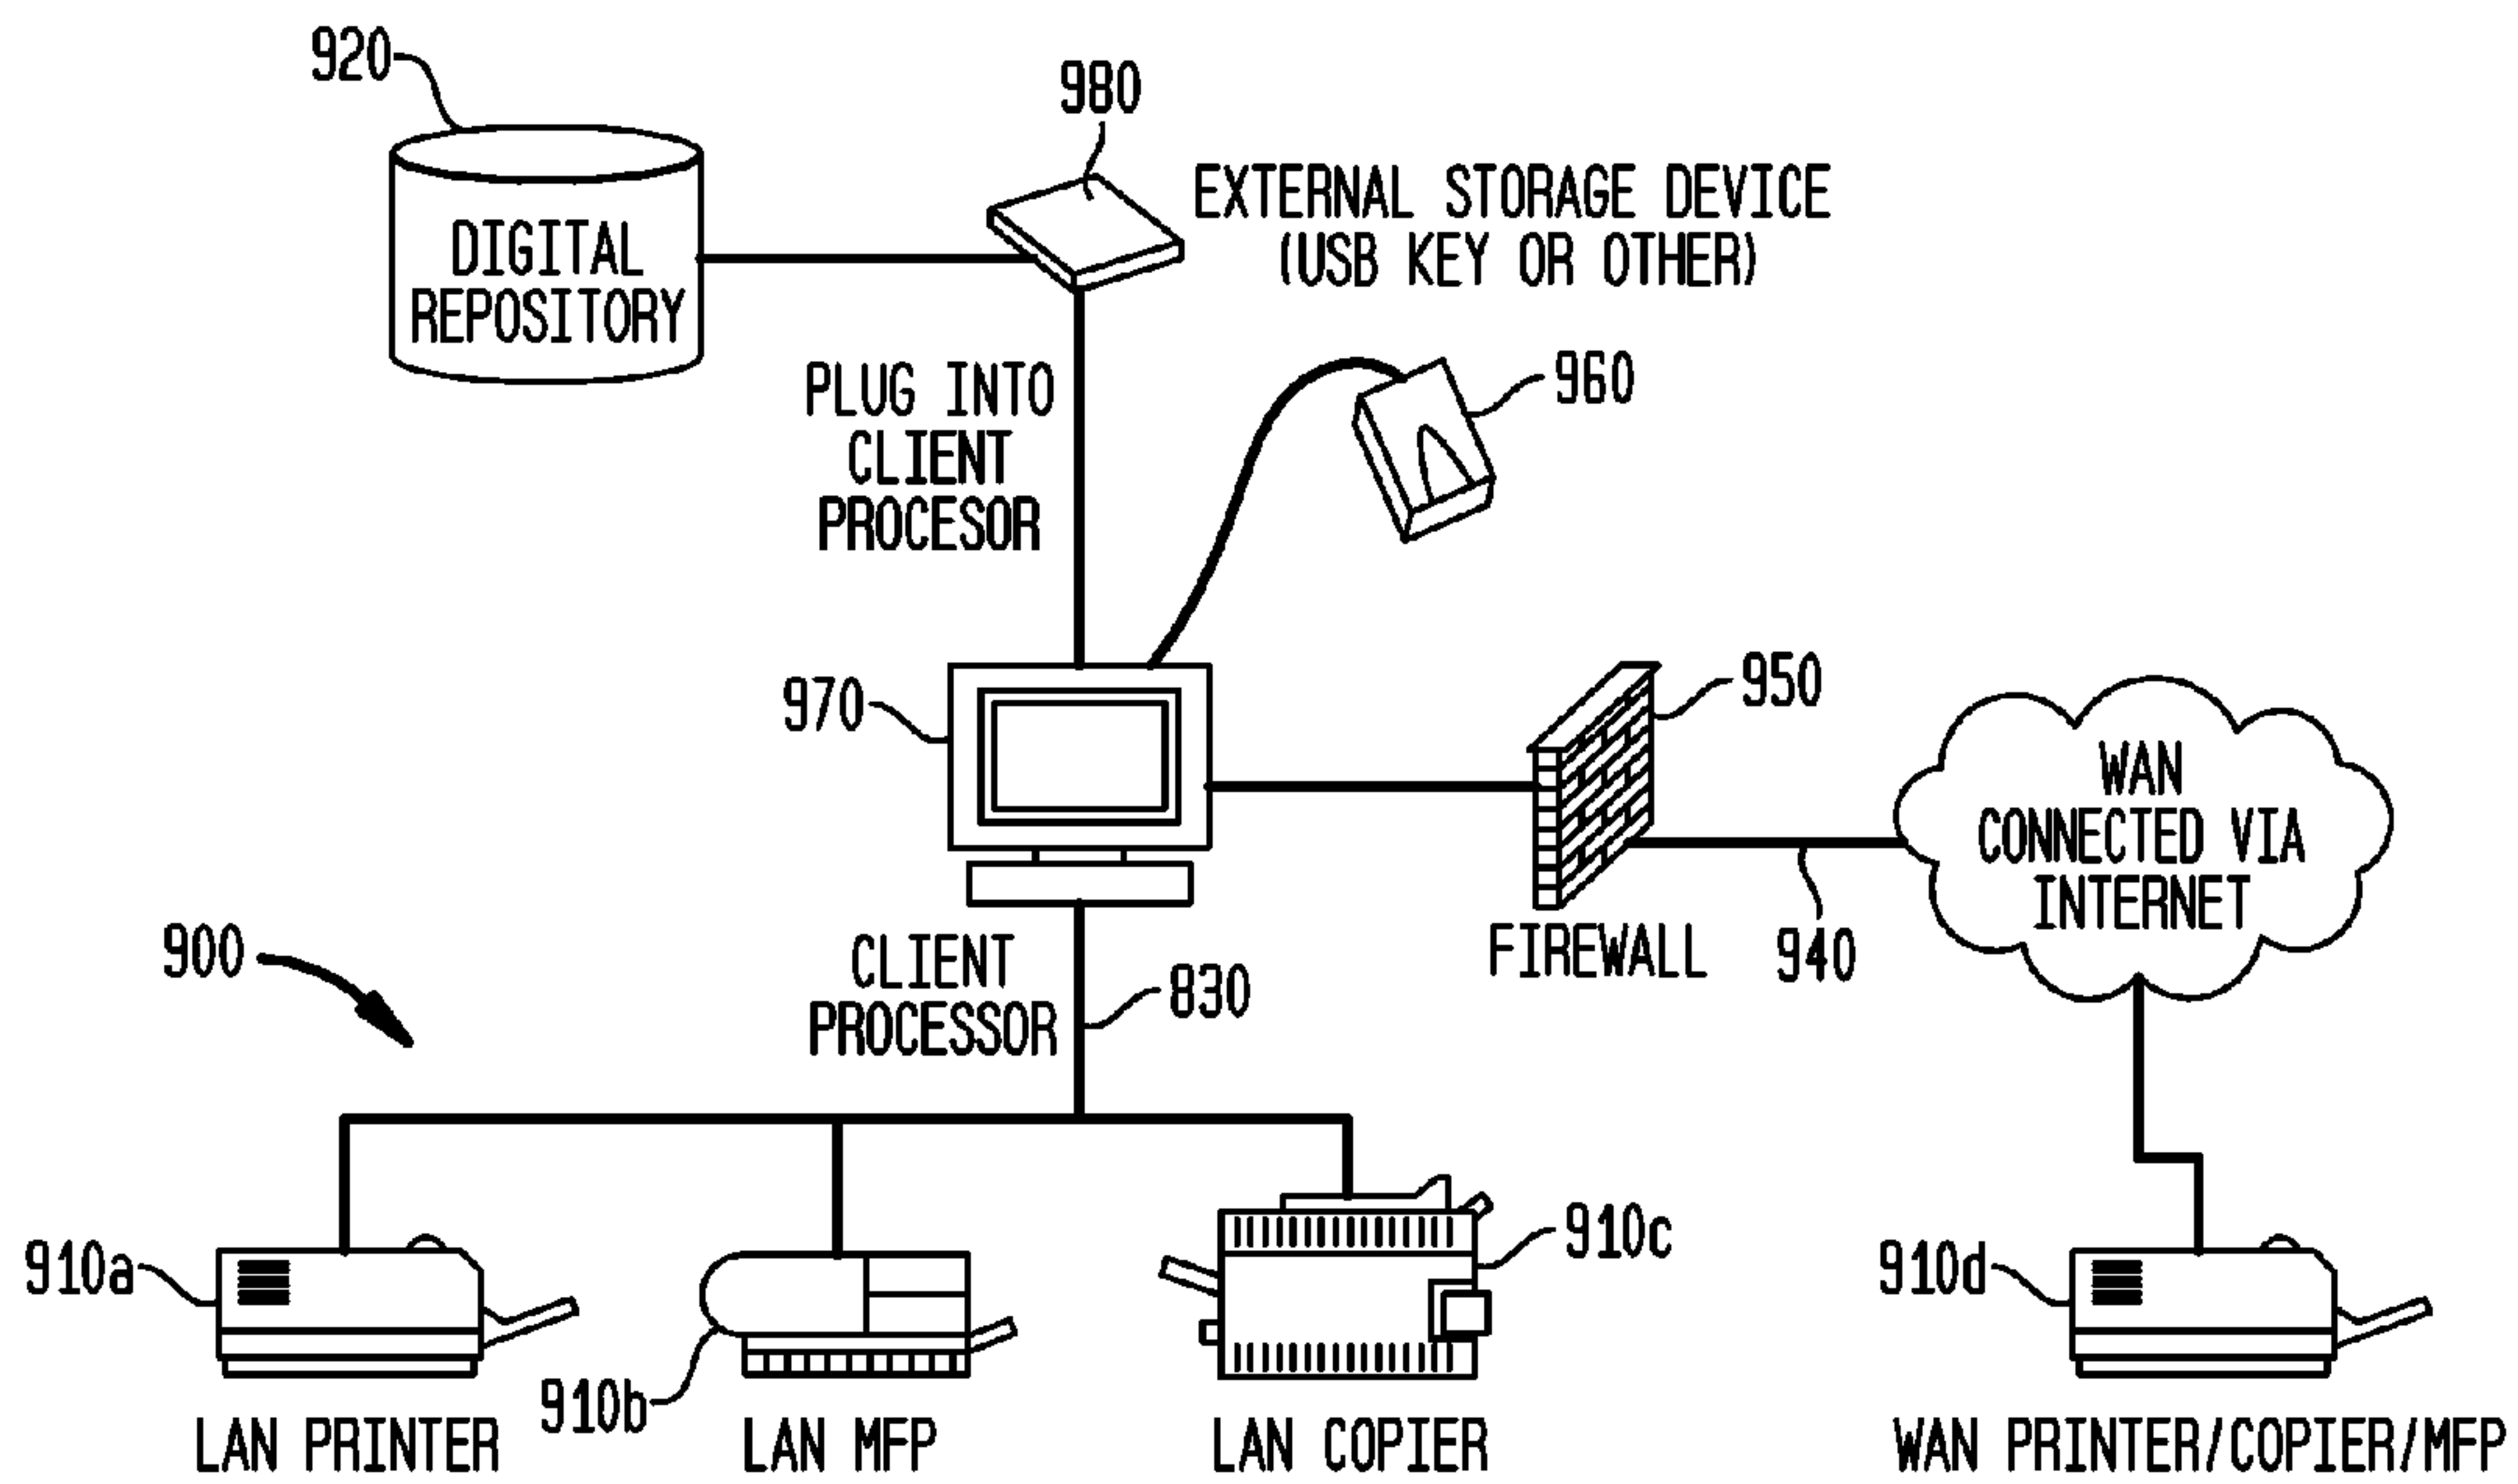 920
980
EXTERNAL STORAGE DEVICE
(USB KEY OR OTHER)
DIGITAL
REPOSITORY
PLUG INTO
CLIENT
PROCESOR
960
970
950
WAN
CONNECTED VIA
INTERNET
FIREWALL
940
900
CLIENT
PROCESSOR
830
910a
910b
910c
910d
LAN PRINTER
LAN MFP
LAN COPIER
WAN PRINTER/COPIER/MFP